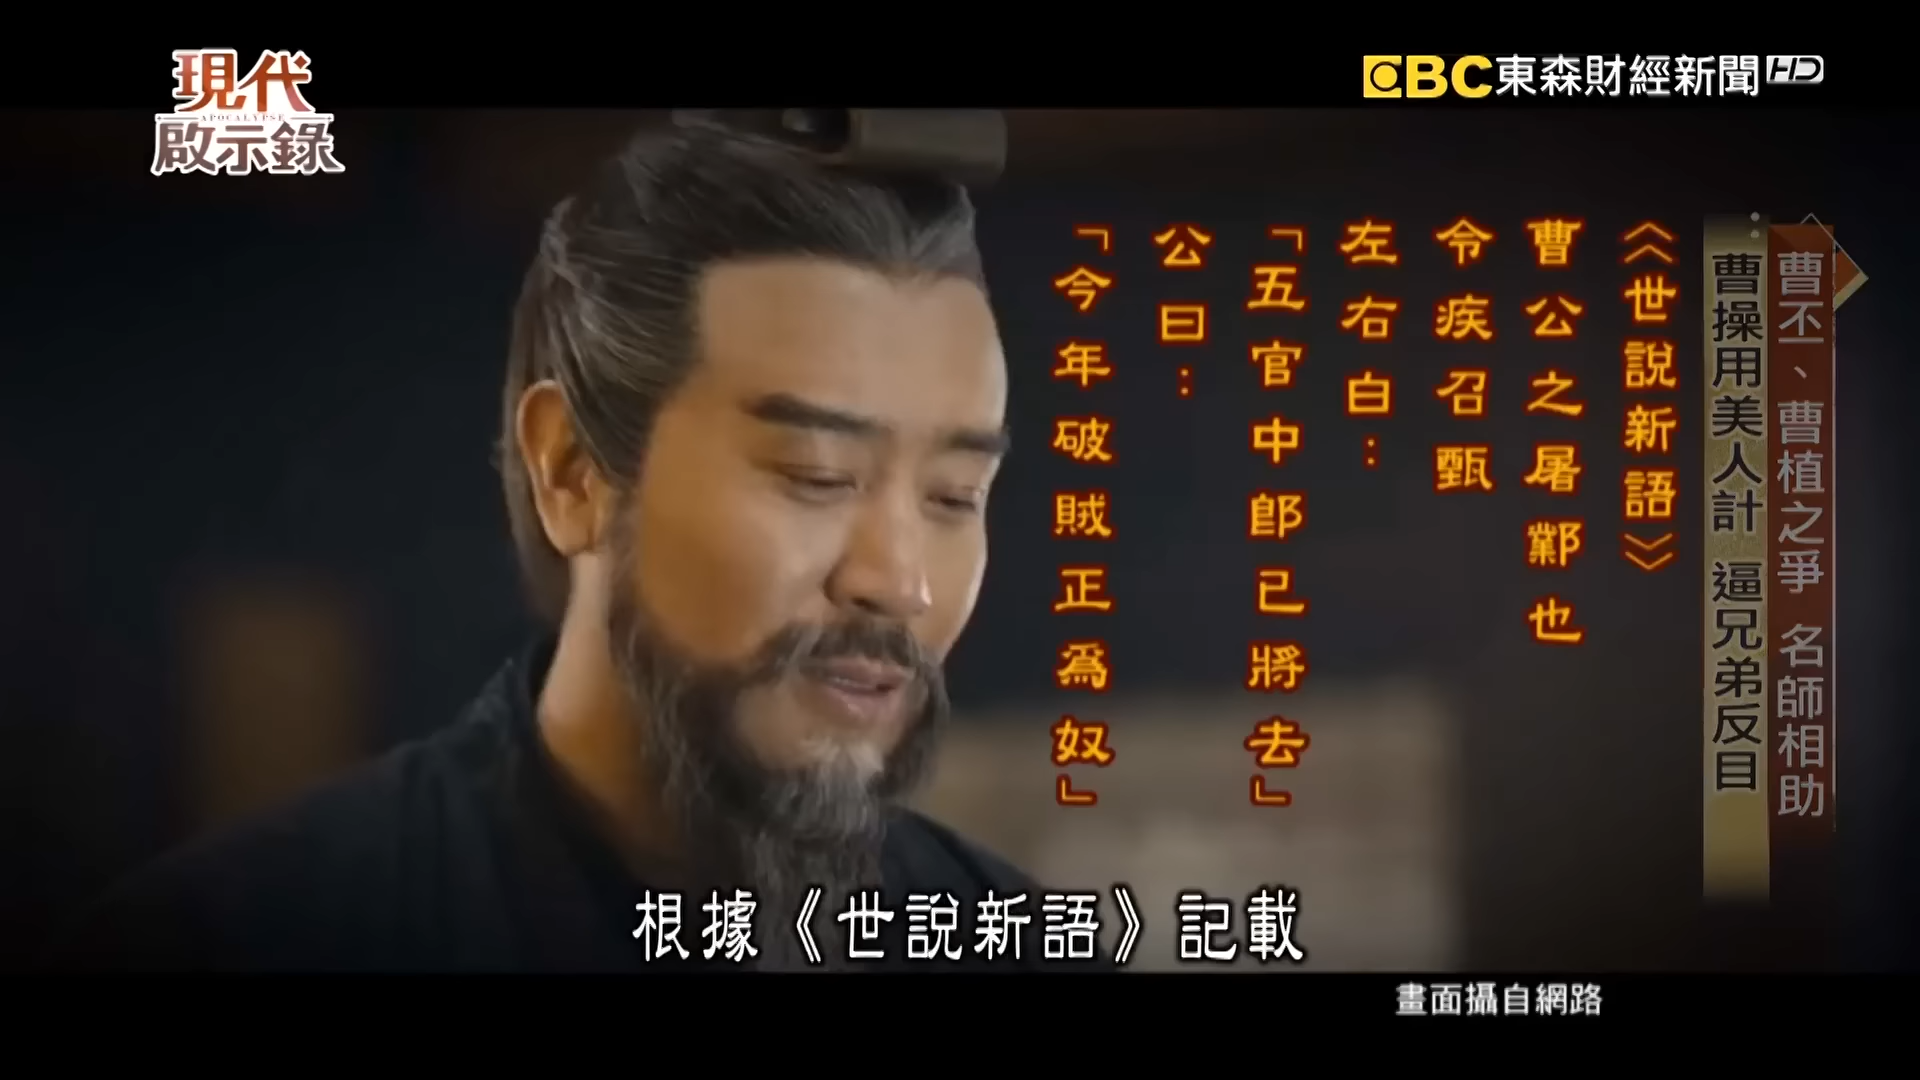 現代
APOCALYPSE
啟示錄
EBC東森財經新聞HD
曹丕、曹植之爭 名師相助
：曹操用美人計 逼兄弟反目
《世說新語》
曹公之屠鄴也
令疾召甄
左右白：
「五官中郎已將去」
公曰：
「今年破賊正為奴」
根據《世說新語》記載
畫面攝自網路